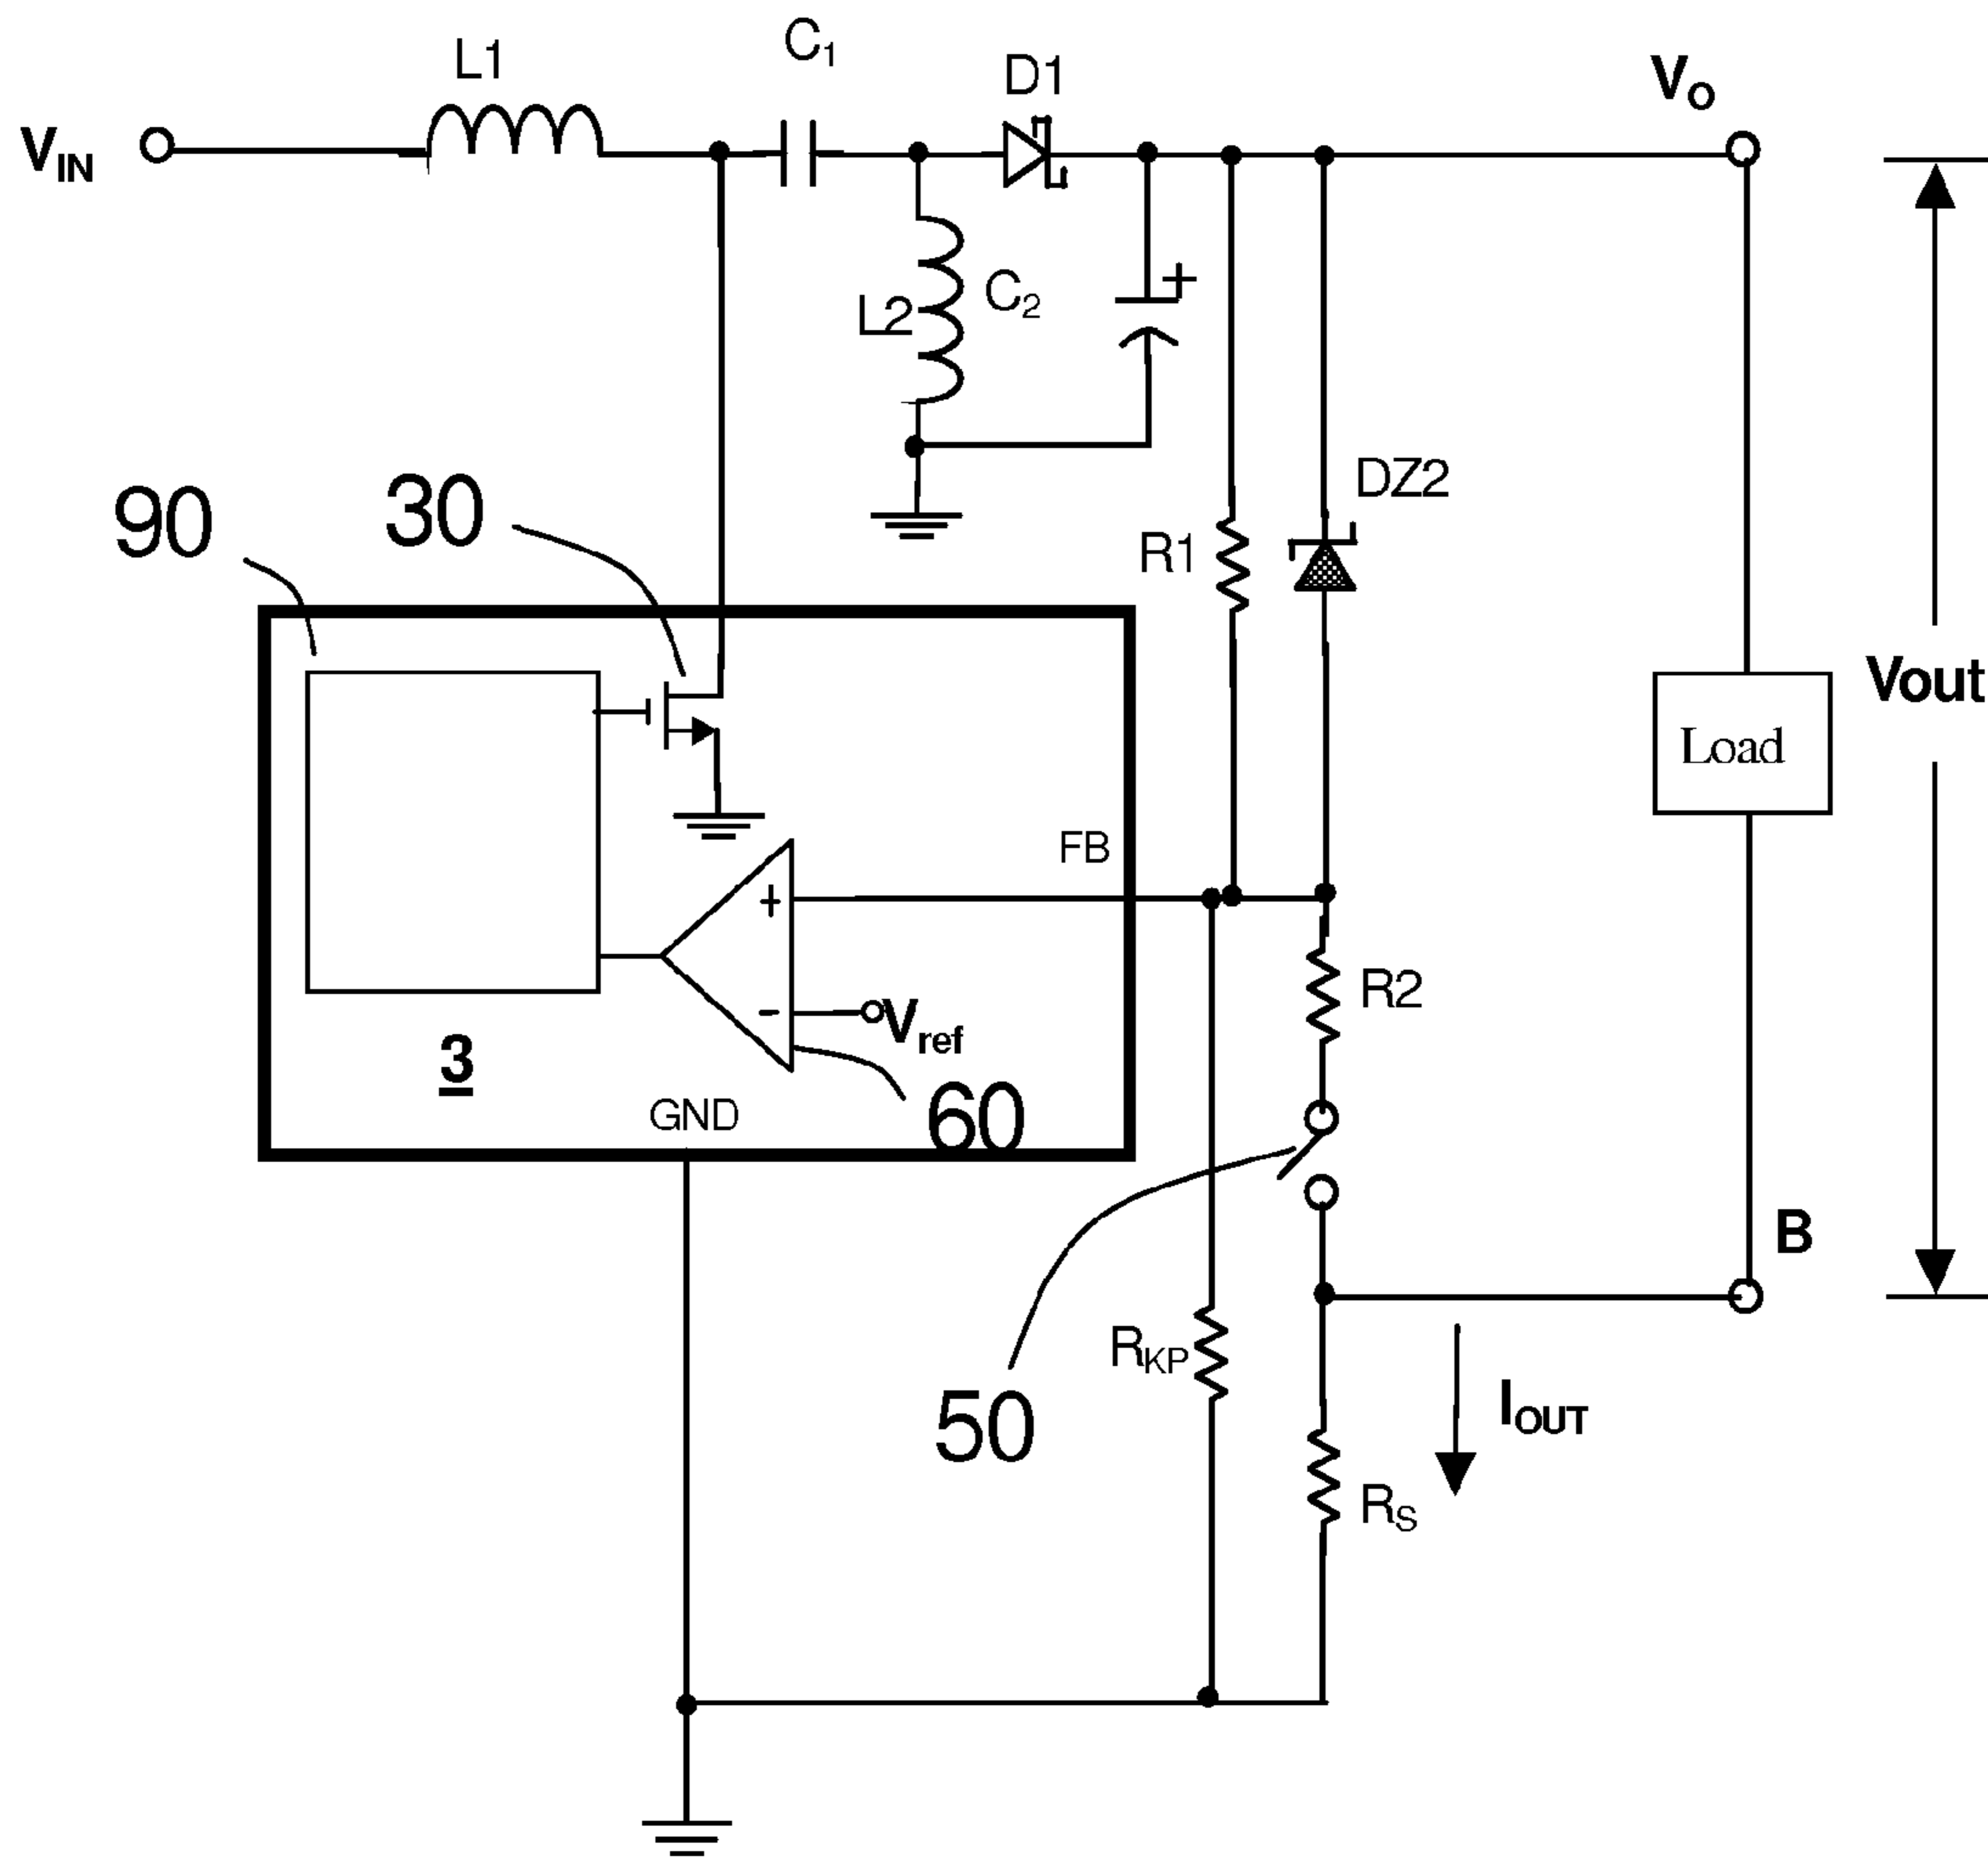 L1
C1
D1
VO
VIN
+
C2
L2
DZ2
90
30
R1
Vout
Load
FB
+
R2
-
Vref
3
60
GND
B
RKP
IOUT
50
RS